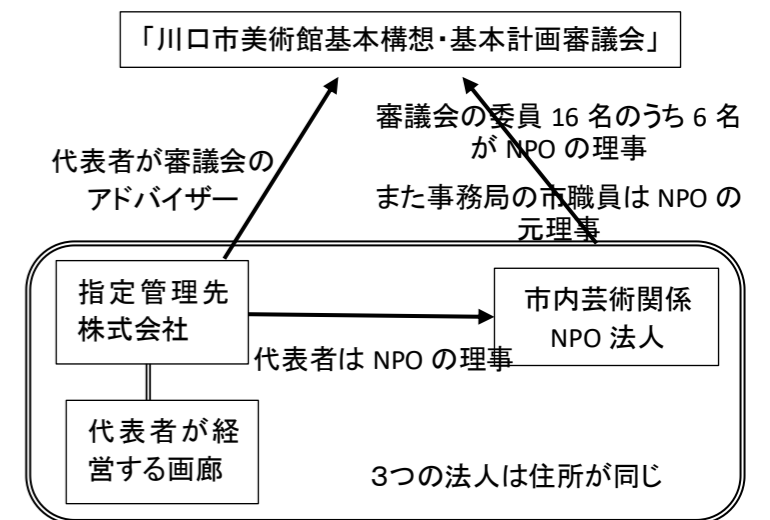 「川口市美術館基本構想・基本計画審議会」
審議会の委員 16 名のうち 6 名
が NPO の理事
代表者が審議会の
アドバイザー
また事務局の市職員は NPO の
元理事
指定管理先
株式会社
市内芸術関係
NPO 法人
代表者は NPO の理事
代表者が経
営する画廊
3つの法人は住所が同じ